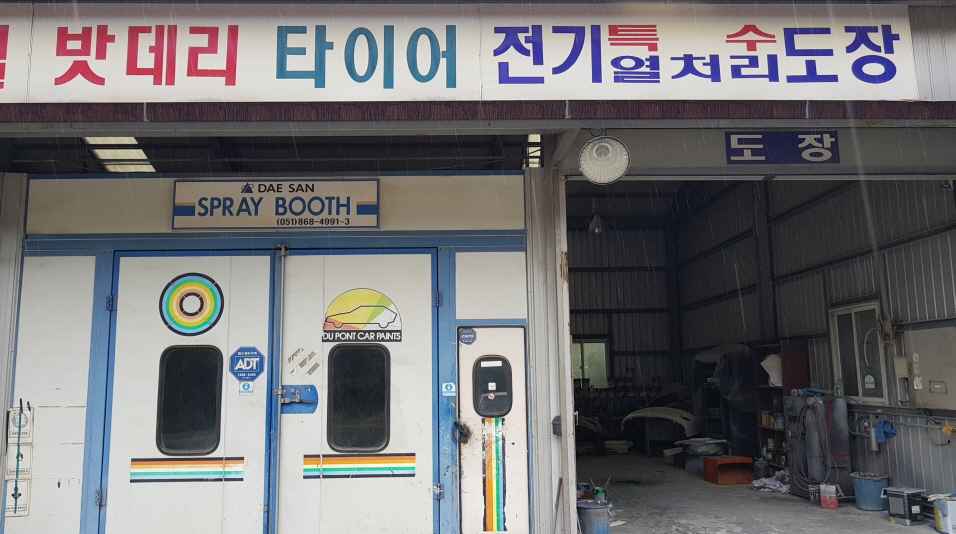 밧데리 타이어 전기 특수열처리도장
도장
DAE SAN
SPRAY BOOTH
(051)868-4991~3
DU PONT CAR PAINTS
ADT
CAPS